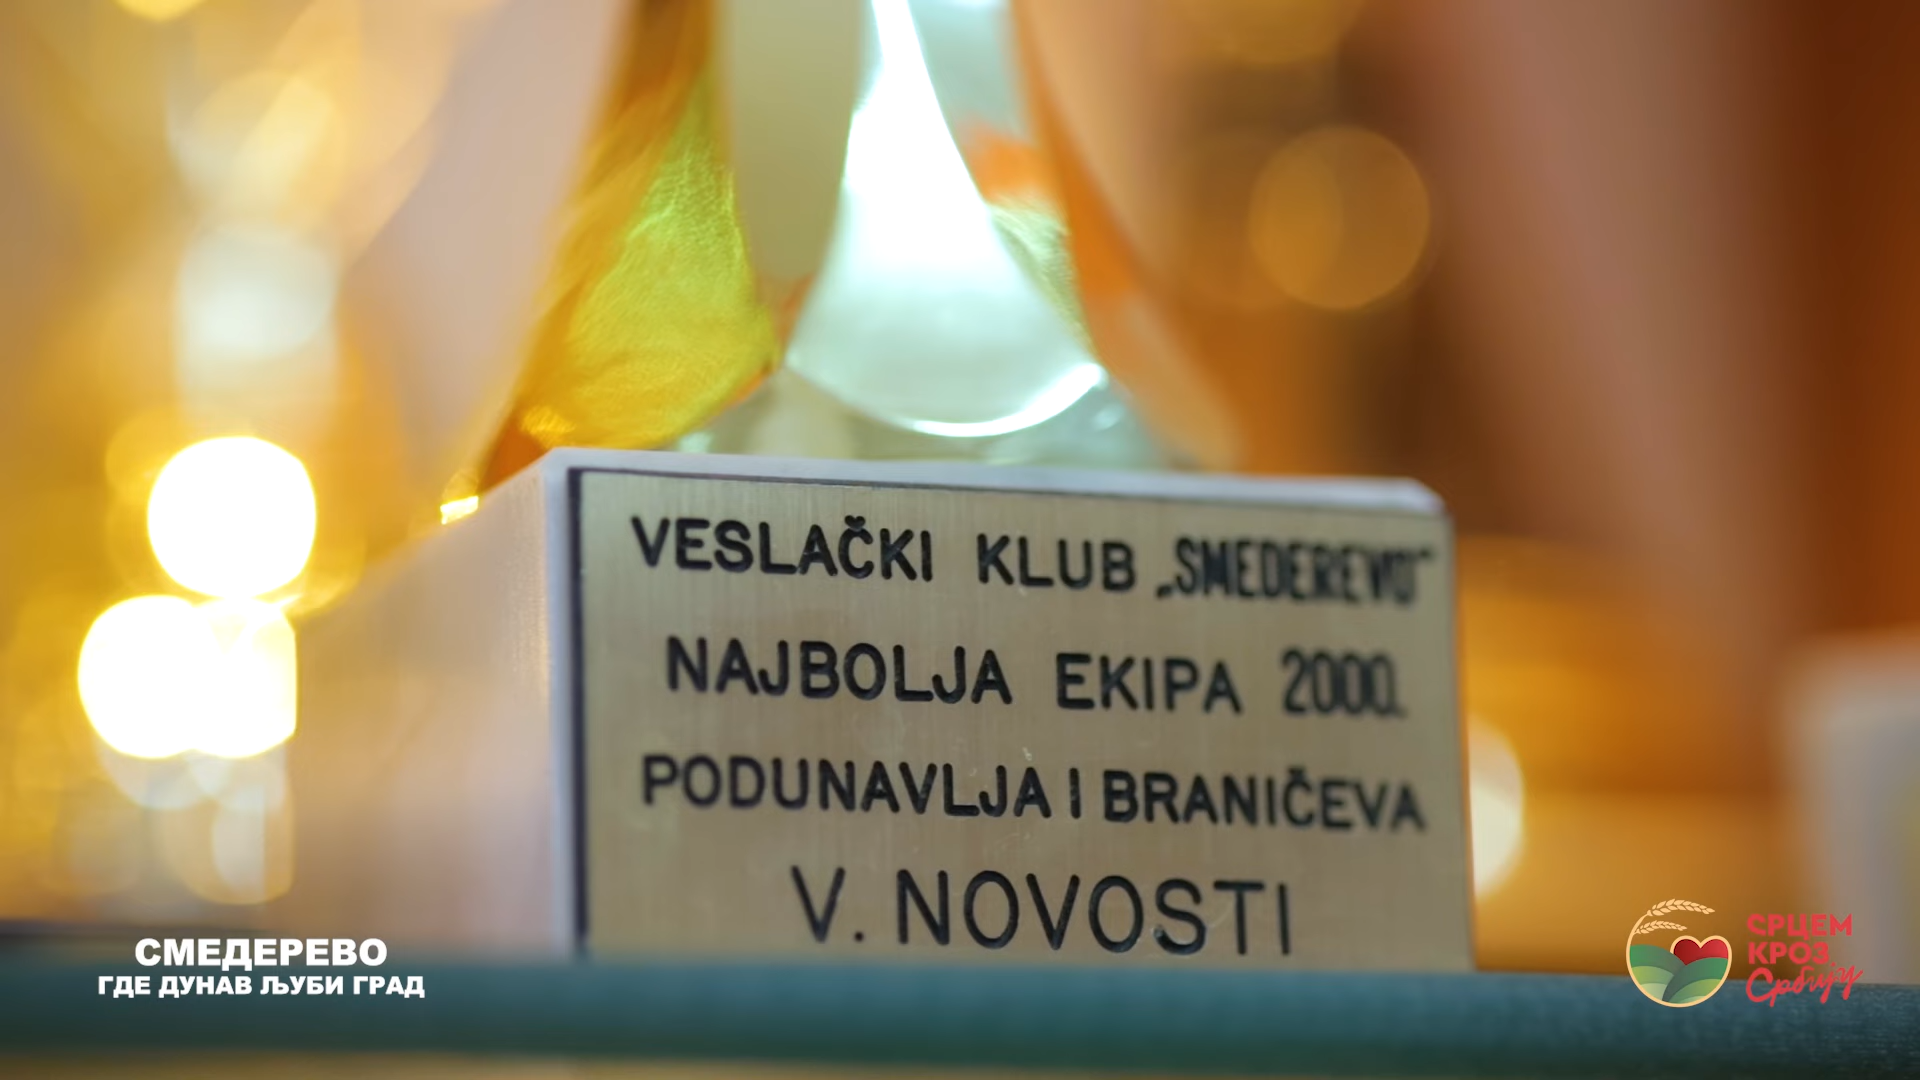 VESLAČKI KLUB „SMEDEREVO“
NAJBOLJA EKIPA 2000.
PODUNAVLJA I BRANIČEVA
V. NOVOSTI
СМЕДЕРЕВО
ГДЕ ДУНАВ ЉУБИ ГРАД
СРЦЕМ
КРОЗ
Србију